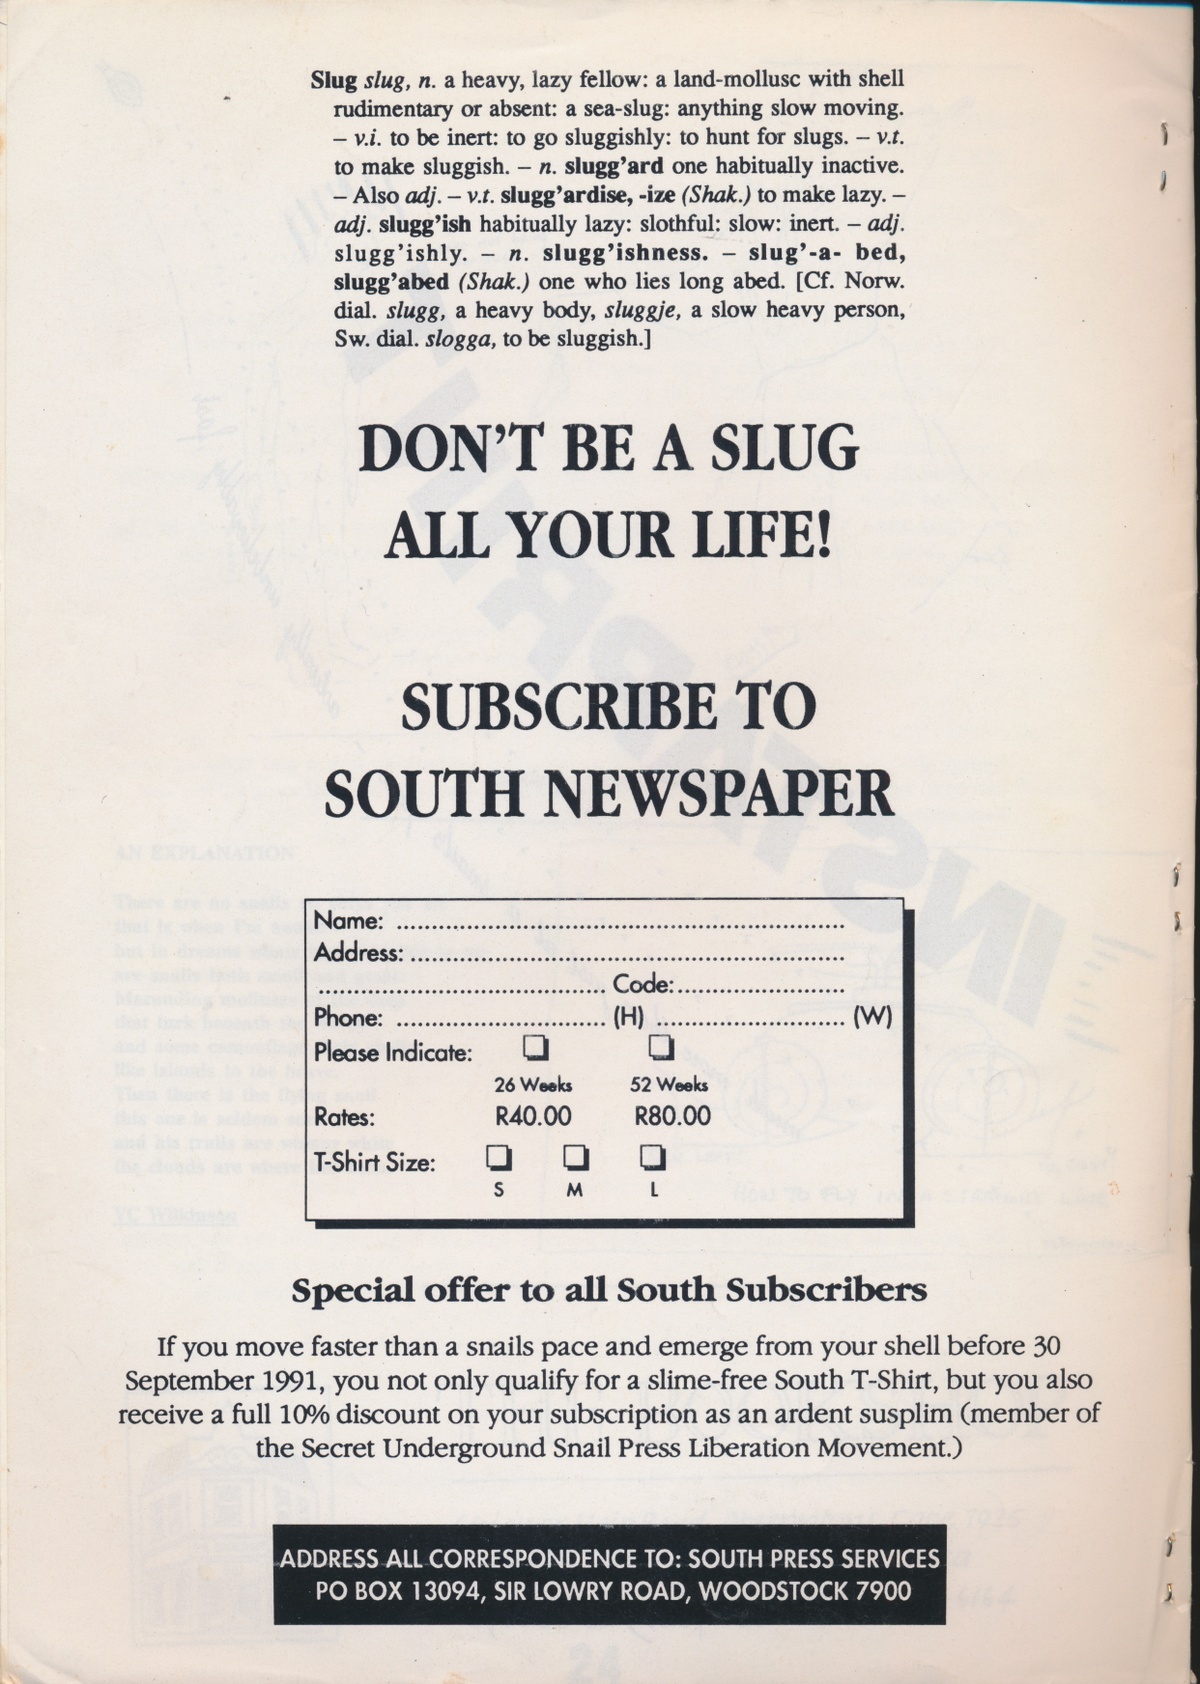 Slug slug, n. a heavy, lazy fellow: a land-mollusc with shell
rudimentary or absent: a sea-slug: anything slow moving.
– v.i. to be inert: to go sluggishly: to hunt for slugs. – v.t.
to make sluggish. – n. slugg'ard one habitually inactive.
– Also adj. – v.t. slugg'ardise, -ize (Shak.) to make lazy. –
adj. slugg'ish habitually lazy: slothful: slow: inert. – adj.
slugg'ishly. – n. slugg'ishness. – slug'-a- bed,
slugg'abed (Shak.) one who lies long abed. [Cf. Norw.
dial. slugg, a heavy body, sluggje, a slow heavy person,
Sw. dial. slogga, to be sluggish.]
DON'T BE A SLUG
ALL YOUR LIFE!
SUBSCRIBE TO
SOUTH NEWSPAPER
Name: ................................................................
Address: ................................................................
................................ Code: ................................
Phone: ................................ (H) ................................ (W)
Please Indicate:
26 Weeks 52 Weeks
Rates: R40.00 R80.00
T-Shirt Size:
S M L
Special offer to all South Subscribers
If you move faster than a snails pace and emerge from your shell before 30
September 1991, you not only qualify for a slime-free South T-Shirt, but you also
receive a full 10% discount on your subscription as an ardent susplim (member of
the Secret Underground Snail Press Liberation Movement.)
ADDRESS ALL CORRESPONDENCE TO: SOUTH PRESS SERVICES
PO BOX 13094, SIR LOWRY ROAD, WOODSTOCK 7900